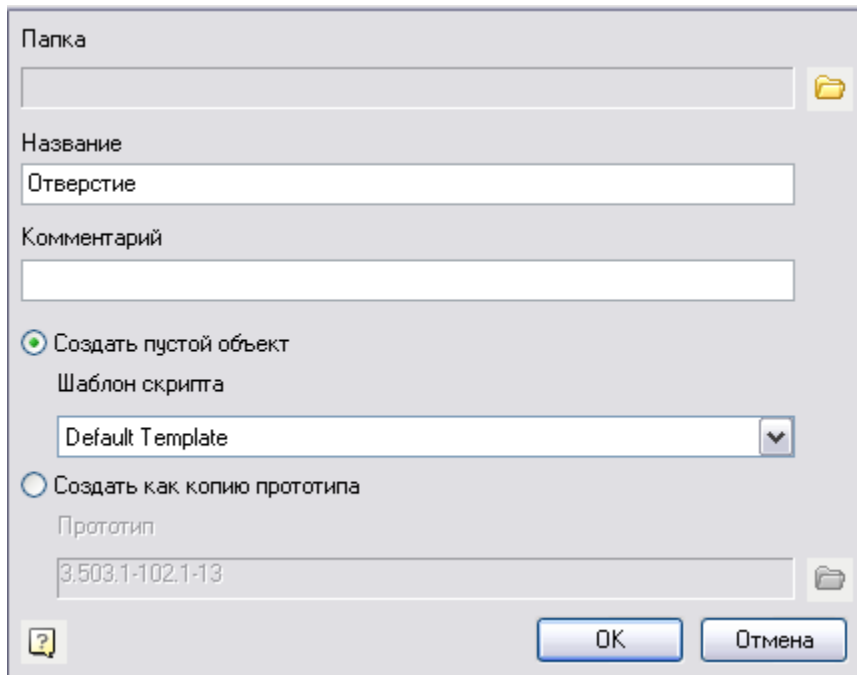 Папка
Название
Отверстие
Комментарий
Создать пустой объект
Шаблон скрипта
Default Template
Создать как копию прототипа
Прототип
3.503.1-102.1-13
?
OK
Отмена